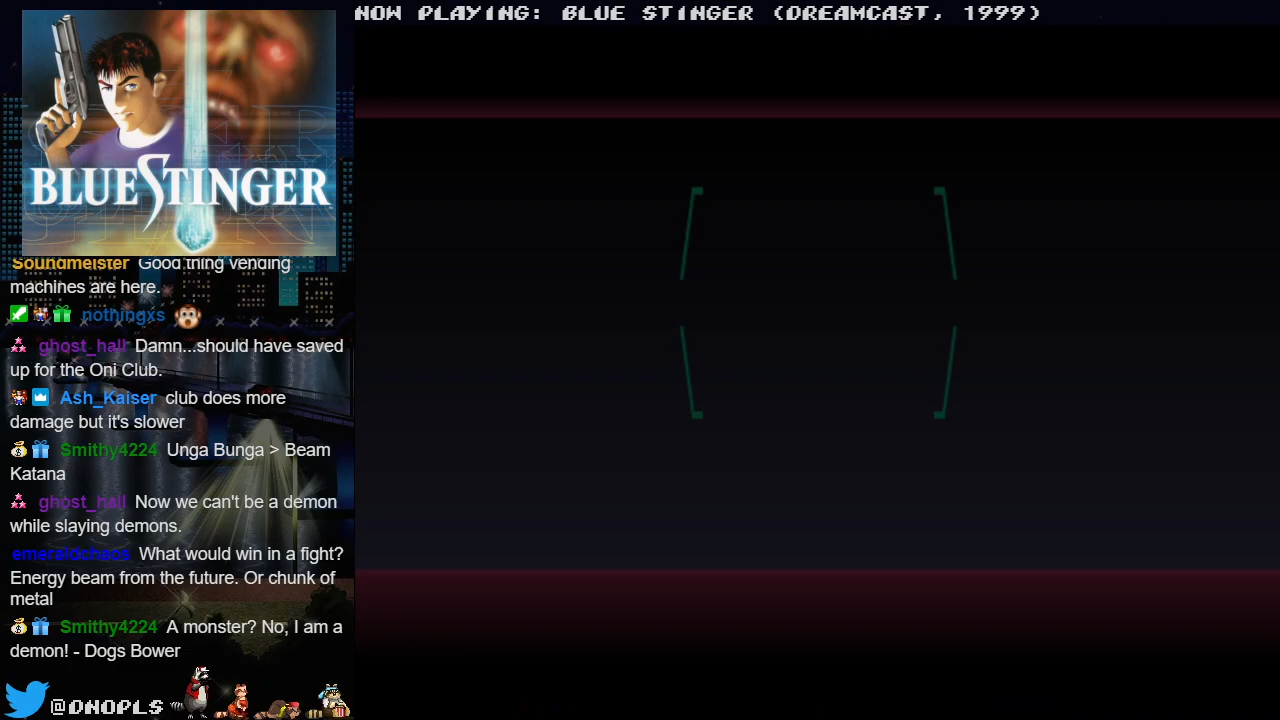 NOW PLAYING: BLUE STINGER (DREAMCAST, 1999)
BLUE STINGER
Soundmeister Good thing vending
machines are here.
nothingxs
ghost_hall Damn...should have saved
up for the Oni Club.
Ash_Kaiser club does more
damage but it's slower
Smithy4224 Unga Bunga > Beam
Katana
ghost_hall Now we can't be a demon
while slaying demons.
emeraldchaos What would win in a fight?
Energy beam from the future. Or chunk of
metal
Smithy4224 A monster? No, I am a
demon! - Dogs Bower
@DHOPLS